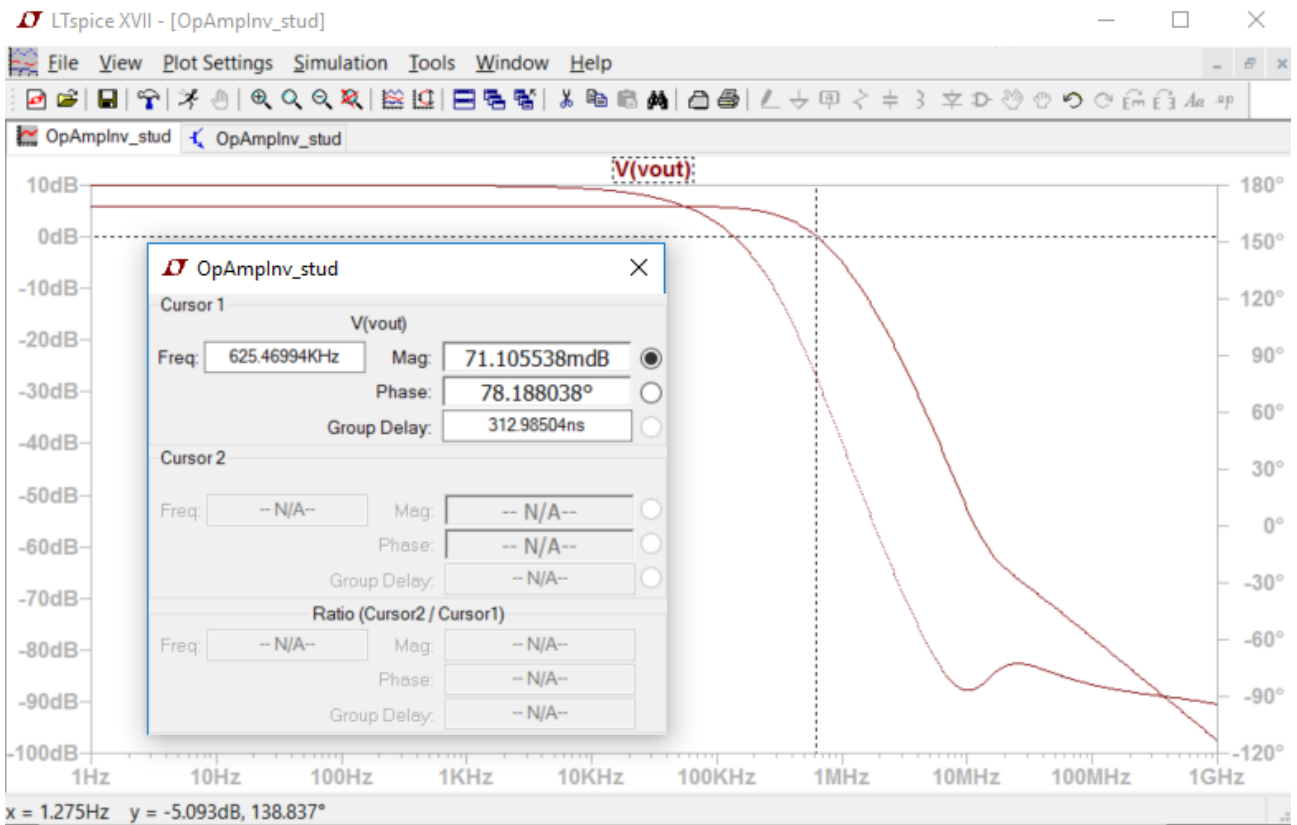 LTspice XVII - [OpAmpInv_stud]
File View Plot Settings Simulation Tools Window Help
OpAmpInv_stud OpAmpInv_stud
V(vout)
10dB 180°
0dB 150°
-10dB 120°
-20dB 90°
-30dB 60°
-40dB 30°
-50dB 0°
-60dB -30°
-70dB -60°
-80dB -90°
-90dB -120°
-100dB
OpAmpInv_stud
Cursor 1
V(vout)
Freq: 625.46994KHz Mag: 71.105538mdB
Phase: 78.188038°
Group Delay: 312.98504ns
Cursor 2
Freq: -- N/A-- Mag: -- N/A--
Phase: -- N/A--
Group Delay: -- N/A--
Ratio (Cursor2 / Cursor1)
Freq: -- N/A-- Mag: -- N/A--
Phase: -- N/A--
Group Delay: -- N/A--
1Hz 10Hz 100Hz 1KHz 10KHz 100KHz 1MHz 10MHz 100MHz 1GHz
x = 1.275Hz y = -5.093dB, 138.837°